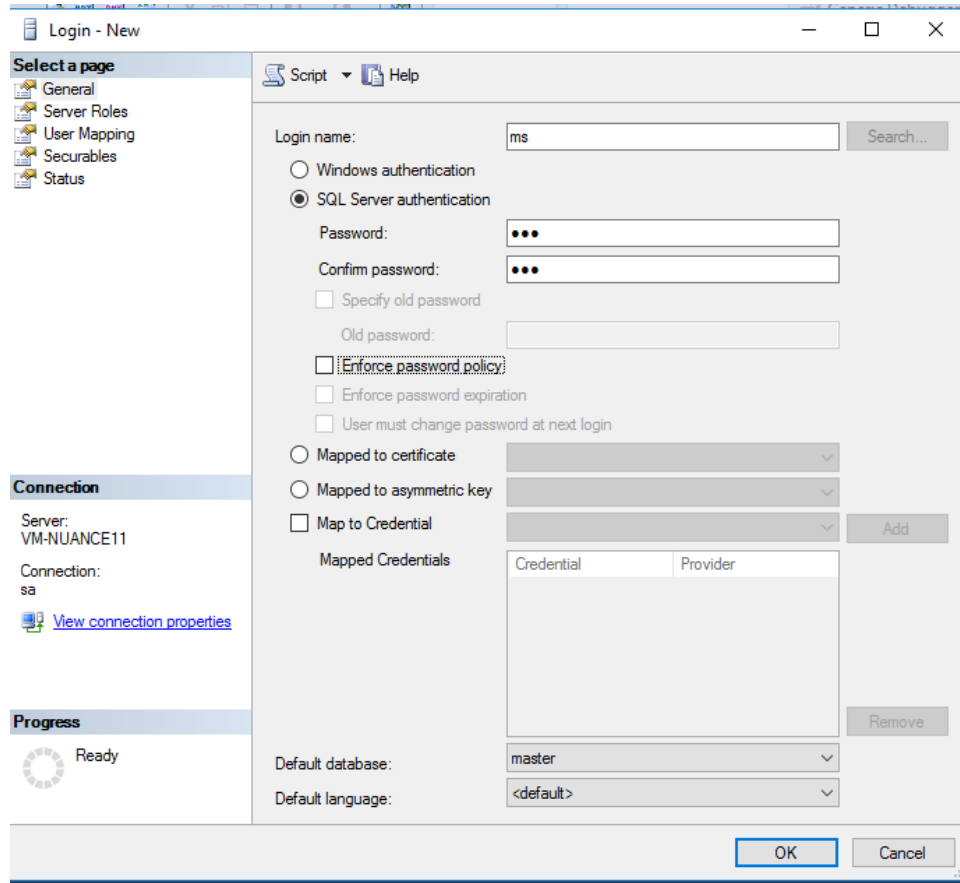 Login - New
Select a page
General
Server Roles
User Mapping
Securables
Status
Script Help
Login name: ms Search...
Windows authentication
SQL Server authentication
Password: •••
Confirm password: •••
Specify old password
Old password:
Enforce password policy
Enforce password expiration
User must change password at next login
Mapped to certificate
Mapped to asymmetric key
Map to Credential Add
Mapped Credentials Credential Provider
Remove
Default database: master
Default language: <default>
Connection
Server:
VM-NUANCE11
Connection:
sa
View connection properties
Progress
Ready
OK Cancel